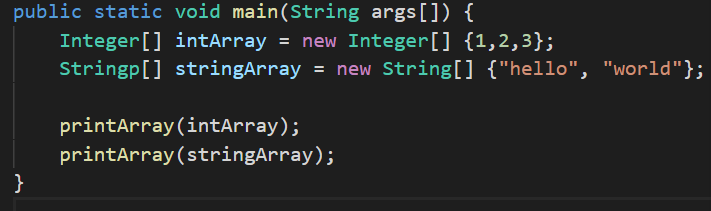 public static void main(String args[]) {
    Integer[] intArray = new Integer[] {1,2,3};
    Stringp[] stringArray = new String[] {"hello", "world"};
    printArray(intArray);
    printArray(stringArray);
}